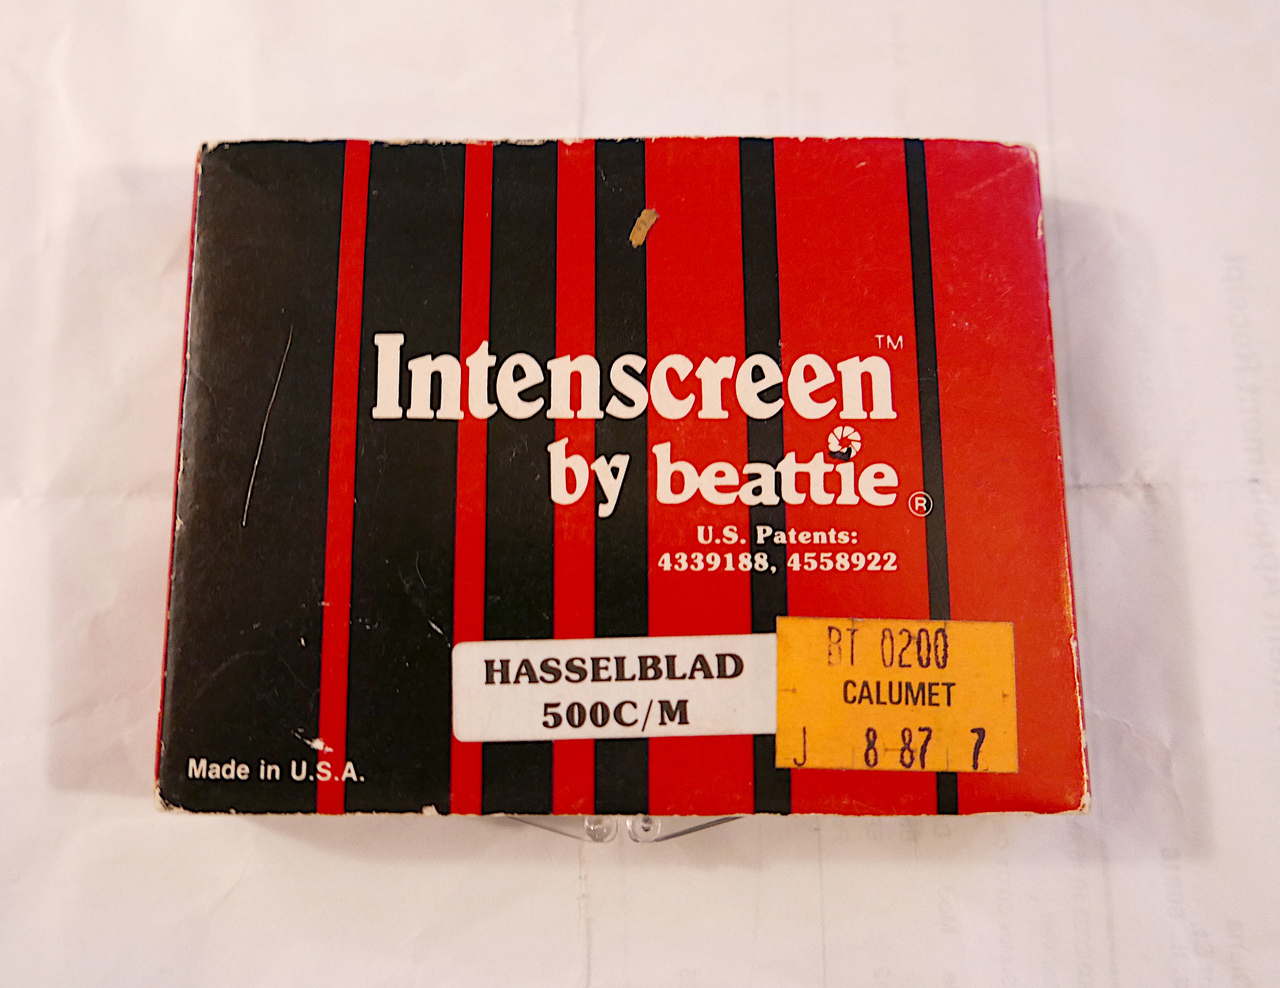 Intenscreen™
by beattie®
U.S. Patents:
4339188, 4558922
HASSELBLAD
500C/M
BT 0200
CALUMET
J 8-87 7
Made in U.S.A.